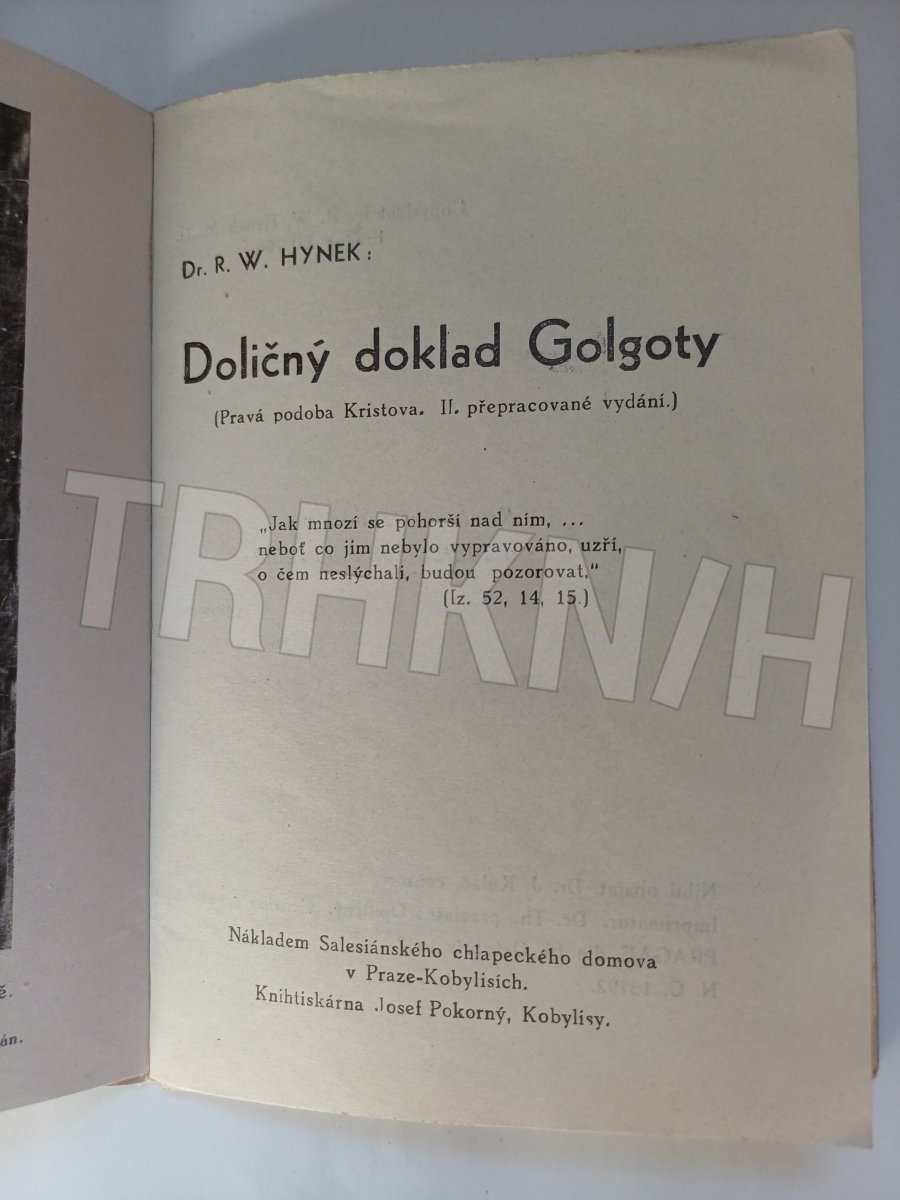 Dr. R. W. HYNEK:
Doličný doklad Golgoty
(Pravá podoba Kristova. II. přepracované vydání.)
„Jak mnozí se pohorší nad ním, ...
neboť co jim nebylo vypravováno, uzří,
o čem neslýchali, budou pozorovat."
(Iz. 52, 14, 15.)
TRHKNIH
Nákladem Salesiánského chlapeckého domova
v Praze-Kobylisích.
Knihtiskárna Josef Pokorný, Kobylisy.
án.